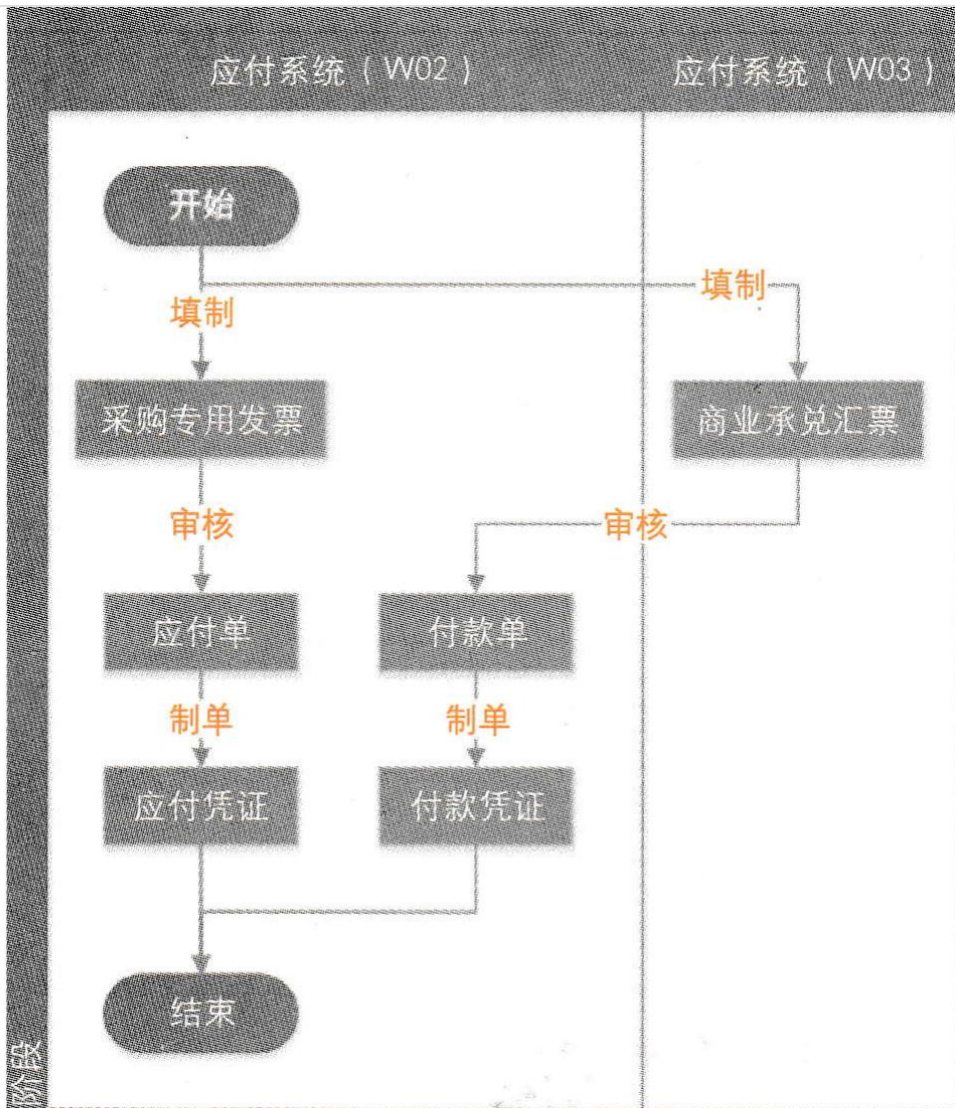 应付系统（W02）
应付系统（W03）
开始
填制
填制
采购专用发票
商业承兑汇票
审核
审核
应付单
付款单
制单
制单
应付凭证
付款凭证
结束
阶段